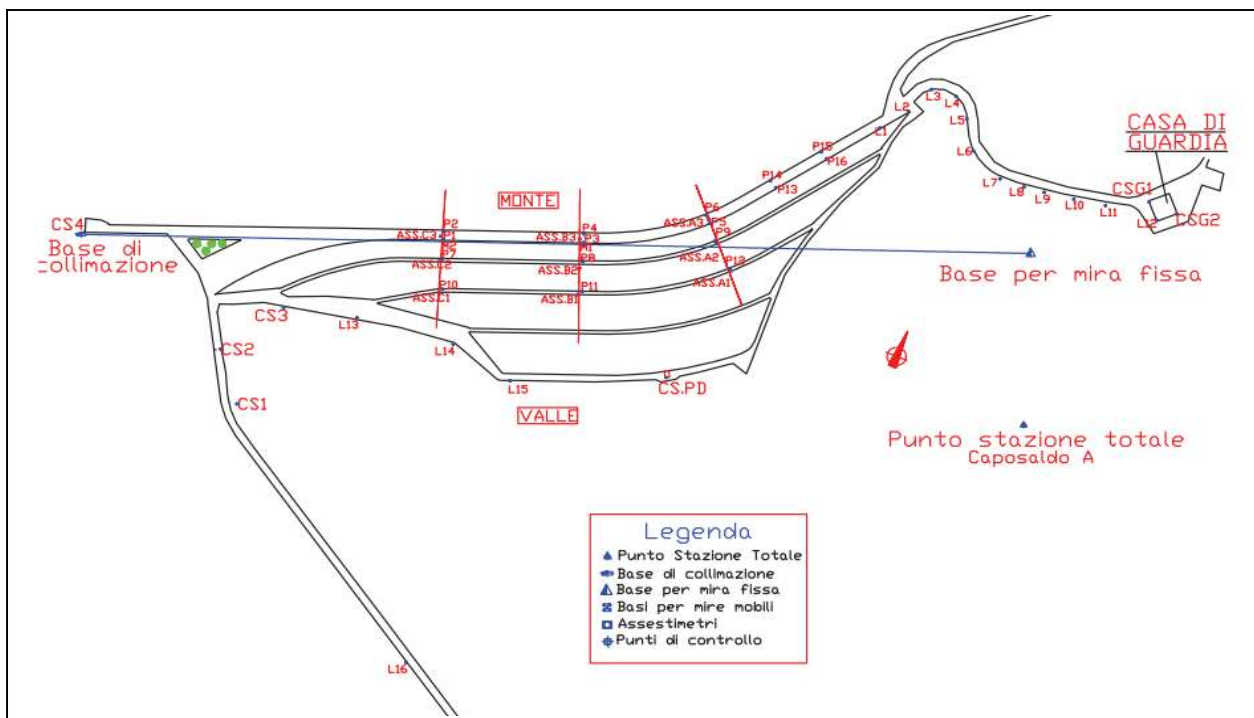 L3
L4
L2
L5
CASA DI
GUARDIA
L1
P15
L6
P16
P14
L7
CSG1
P13
L8
L9
L10
L11
L12
CSG2
MONTE
P6
CS4
P2
P4
ASS.A3
P5
Base di
collimazione
ASS.C3
P1
ASS.B3
P3
P9
M1
P7
ASS.C2
P8
ASS.B2
ASS.A2
P12
ASS.A1
Base per mira fissa
P10
ASS.C1
P11
ASS.B1
CS3
L13
CS2
L14
L15
CS.PD
CS1
VALLE
Punto stazione totale
Caposaldo A
Legenda
Punto Stazione Totale
Base di collimazione
Base per mira fissa
Basi per mire mobili
Assestimetri
Punti di controllo
L16